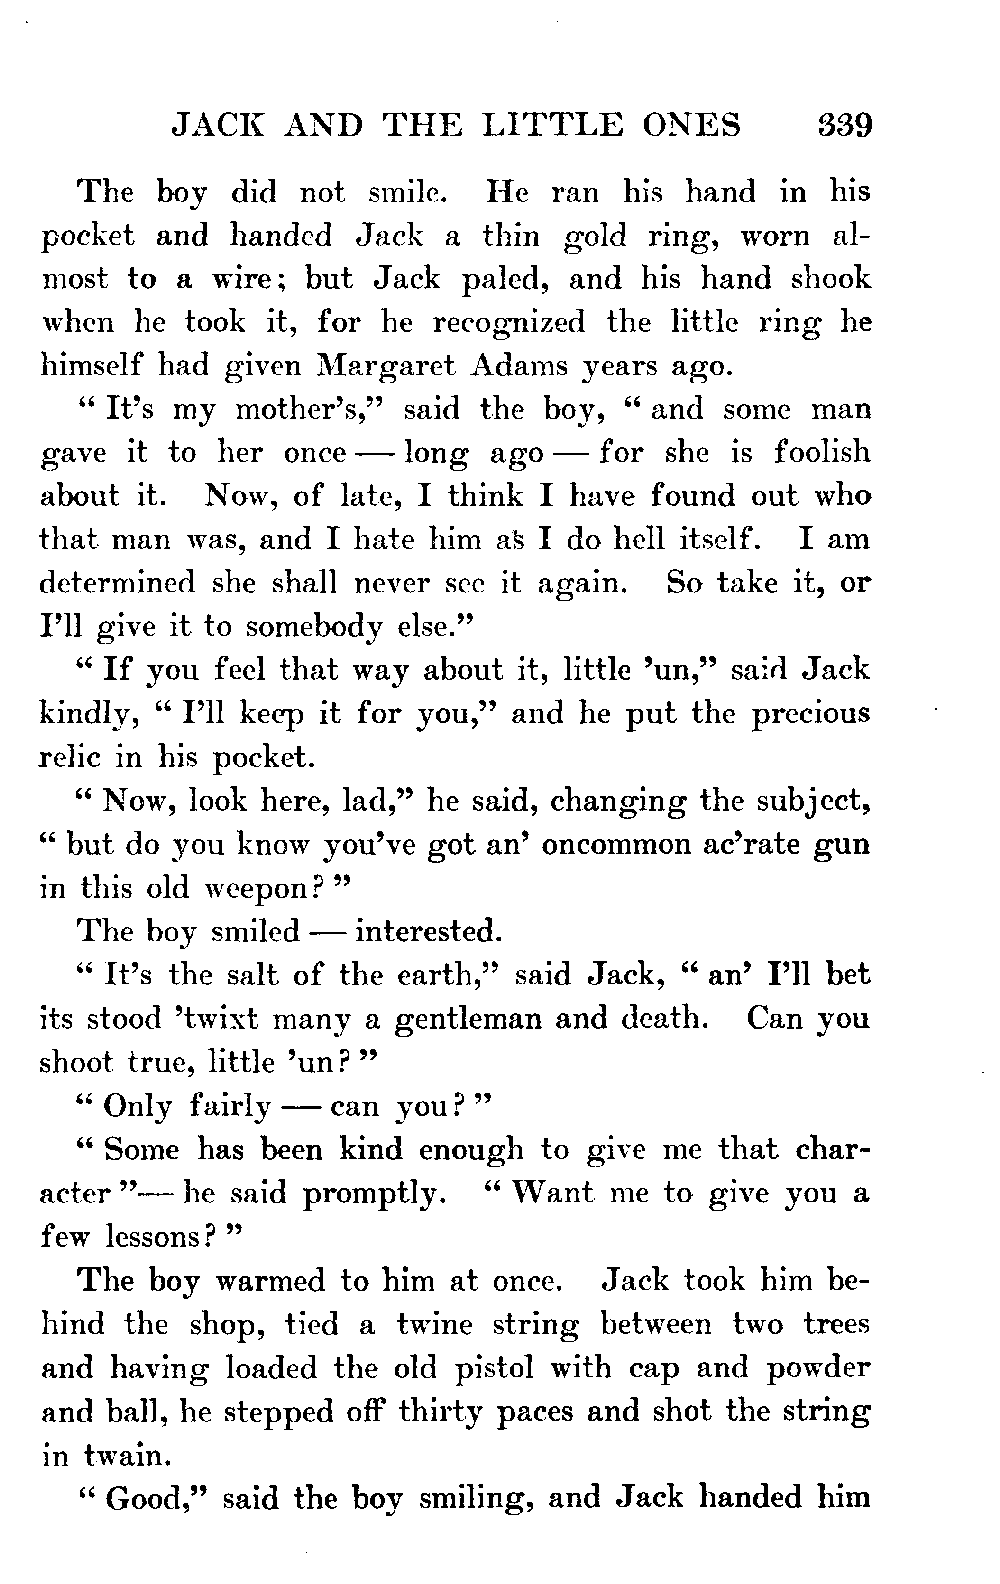 JACK AND THE LITTLE ONES 339
The boy did not smile. He ran his hand in his
pocket and handed Jack a thin gold ring, worn al-
most to a wire; but Jack paled, and his hand shook
when he took it, for he recognized the little ring he
himself had given Margaret Adams years ago.
“ It’s my mother’s,” said the boy, “ and some man
gave it to her once — long ago — for she is foolish
about it. Now, of late, I think I have found out who
that man was, and I hate him as I do hell itself. I am
determined she shall never see it again. So take it, or
I’ll give it to somebody else.”
“ If you feel that way about it, little ’un,” said Jack
kindly, “ I’ll keep it for you,” and he put the precious
relic in his pocket.
“ Now, look here, lad,” he said, changing the subject,
“ but do you know you’ve got an’ oncommon ac’rate gun
in this old weepon? ”
The boy smiled — interested.
“ It’s the salt of the earth,” said Jack, “ an’ I’ll bet
its stood ’twixt many a gentleman and death. Can you
shoot true, little ’un? ”
“ Only fairly — can you? ”
“ Some has been kind enough to give me that char-
acter ”— he said promptly. “ Want me to give you a
few lessons? ”
The boy warmed to him at once. Jack took him be-
hind the shop, tied a twine string between two trees
and having loaded the old pistol with cap and powder
and ball, he stepped off thirty paces and shot the string
in twain.
“ Good,” said the boy smiling, and Jack handed him